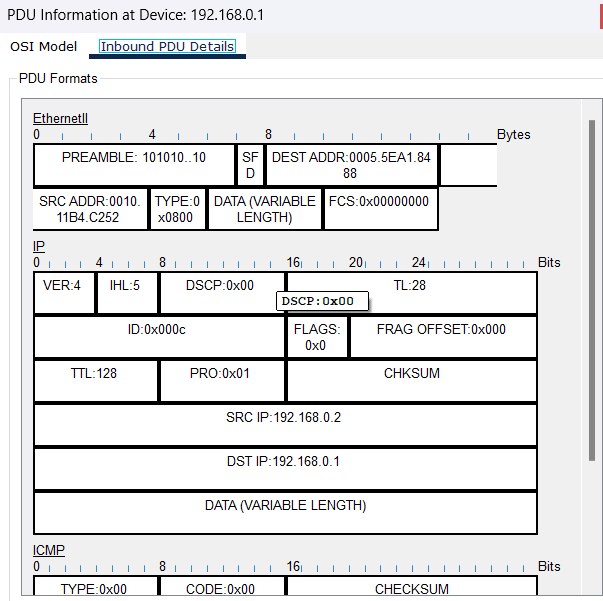 PDU Information at Device: 192.168.0.1
OSI Model Inbound PDU Details
PDU Formats
EthernetII
0 4 8 Bytes
PREAMBLE: 101010..10 SF D DEST ADDR:0005.5EA1.84 88
SRC ADDR:0010. 11B4.C252 TYPE:0 x0800 DATA (VARIABLE LENGTH) FCS:0x00000000
IP
0 4 8 16 20 24 Bits
VER:4 IHL:5 DSCP:0x00 TL:28
DSCP:0x00
ID:0x000c FLAGS: 0x0 FRAG OFFSET:0x000
TTL:128 PRO:0x01 CHKSUM
SRC IP:192.168.0.2
DST IP:192.168.0.1
DATA (VARIABLE LENGTH)
ICMP
0 8 16 Bits
TYPE:0x00 CODE:0x00 CHECKSUM